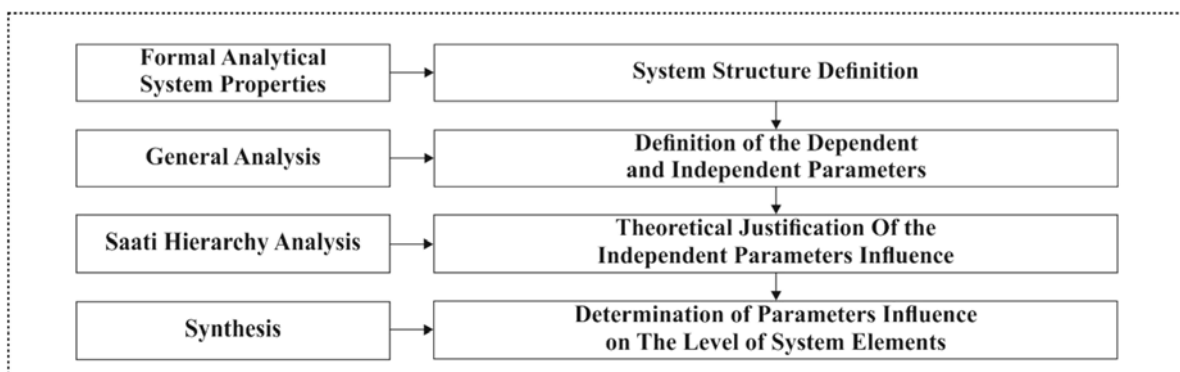 Formal Analytical
System Properties
System Structure Definition
General Analysis
Definition of the Dependent
and Independent Parameters
Saati Hierarchy Analysis
Theoretical Justification Of the
Independent Parameters Influence
Synthesis
Determination of Parameters Influence
on The Level of System Elements